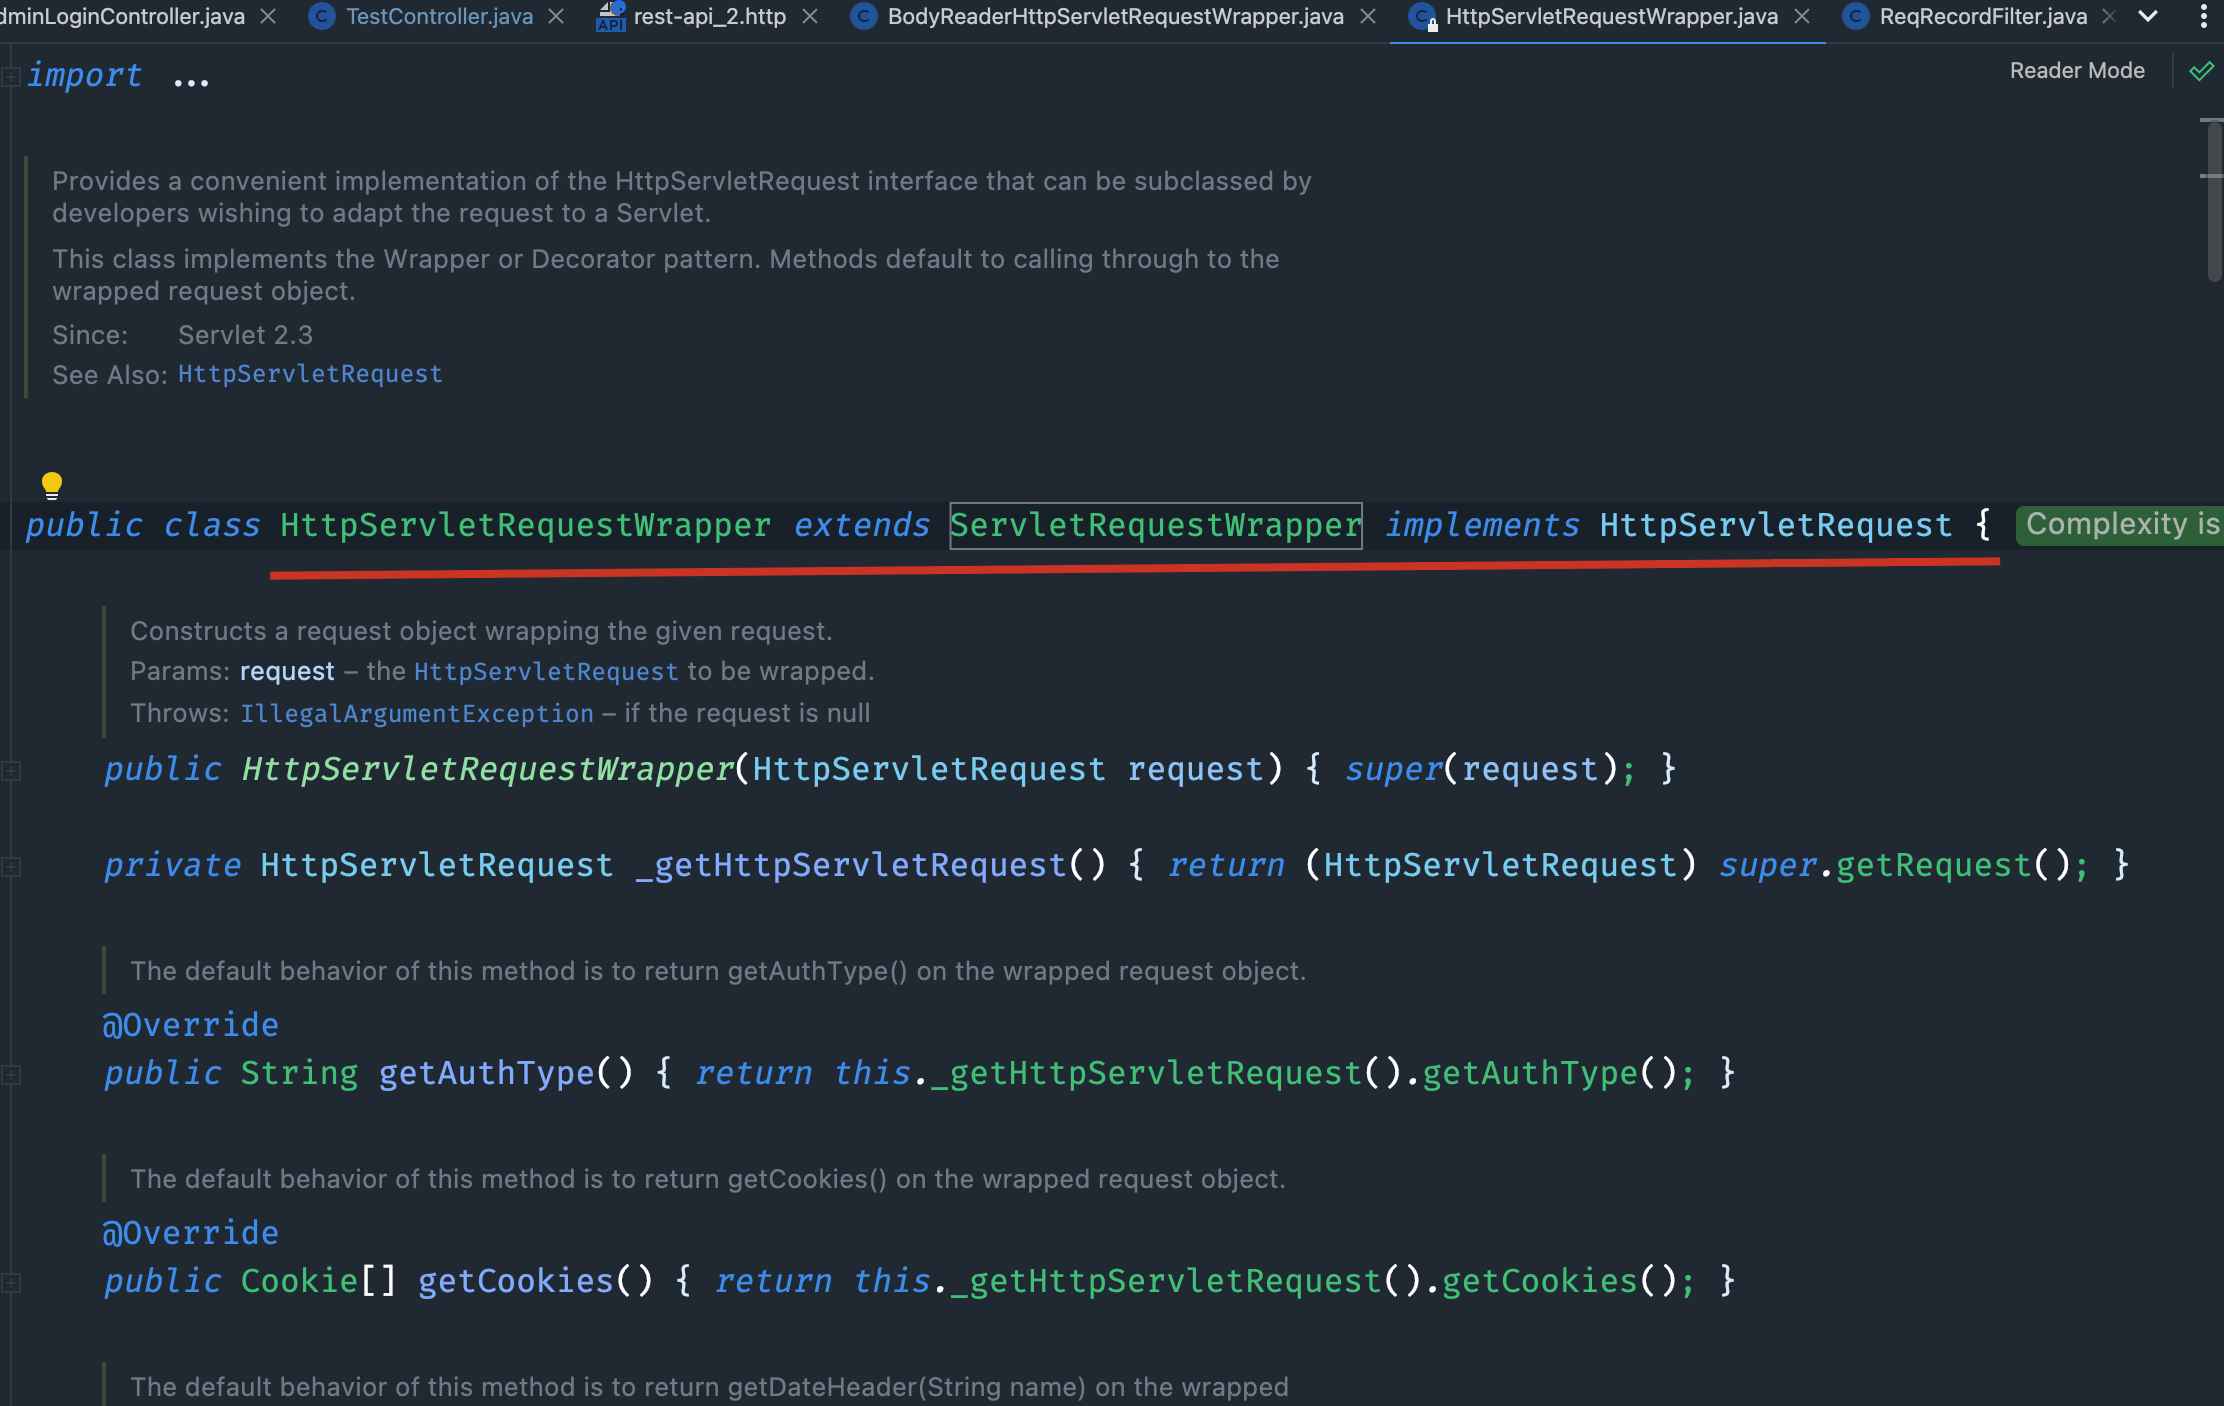 dminLoginController.java TestController.java rest-api_2.http BodyReaderHttpServletRequestWrapper.java HttpServletRequestWrapper.java ReqRecordFilter.java
API
import ...
Reader Mode
Provides a convenient implementation of the HttpServletRequest interface that can be subclassed by
developers wishing to adapt the request to a Servlet.
This class implements the Wrapper or Decorator pattern. Methods default to calling through to the
wrapped request object.
Since: Servlet 2.3
See Also: HttpServletRequest
public class HttpServletRequestWrapper extends ServletRequestWrapper implements HttpServletRequest { Complexity is
Constructs a request object wrapping the given request.
Params: request – the HttpServletRequest to be wrapped.
Throws: IllegalArgumentException – if the request is null
public HttpServletRequestWrapper(HttpServletRequest request) { super(request); }
private HttpServletRequest _getHttpServletRequest() { return (HttpServletRequest) super.getRequest(); }
The default behavior of this method is to return getAuthType() on the wrapped request object.
@Override
public String getAuthType() { return this._getHttpServletRequest().getAuthType(); }
The default behavior of this method is to return getCookies() on the wrapped request object.
@Override
public Cookie[] getCookies() { return this._getHttpServletRequest().getCookies(); }
The default behavior of this method is to return getDateHeader(String name) on the wrapped